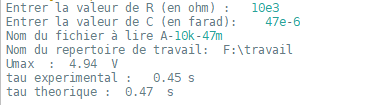 Entrer la valeur de R (en ohm) : 10e3
Entrer la valeur de C (en farad): 47e-6
Nom du fichier à lire A-10k-47m
Nom du repertoire de travail: F:\travail
Umax : 4.94 V
tau experimental : 0.45 s
tau theorique : 0.47 s